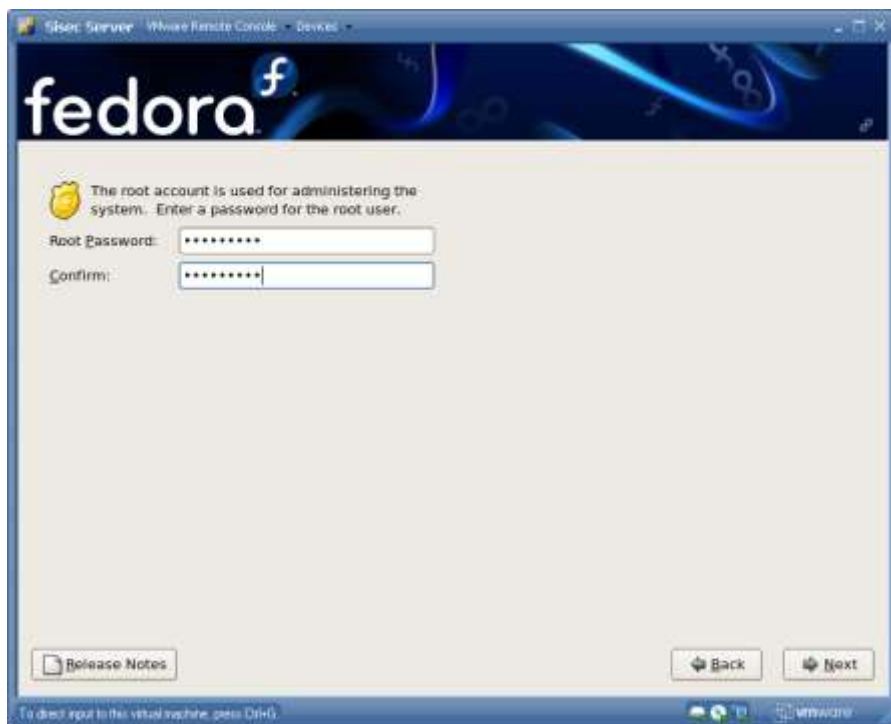 Sisec Server VMware Remote Console Devices
fedora
The root account is used for administering the
system. Enter a password for the root user.
Root Password: •••••••••
Confirm: •••••••••
Release Notes
Back
Next
To direct input to this virtual machine, press Ctrl+G.
vmware